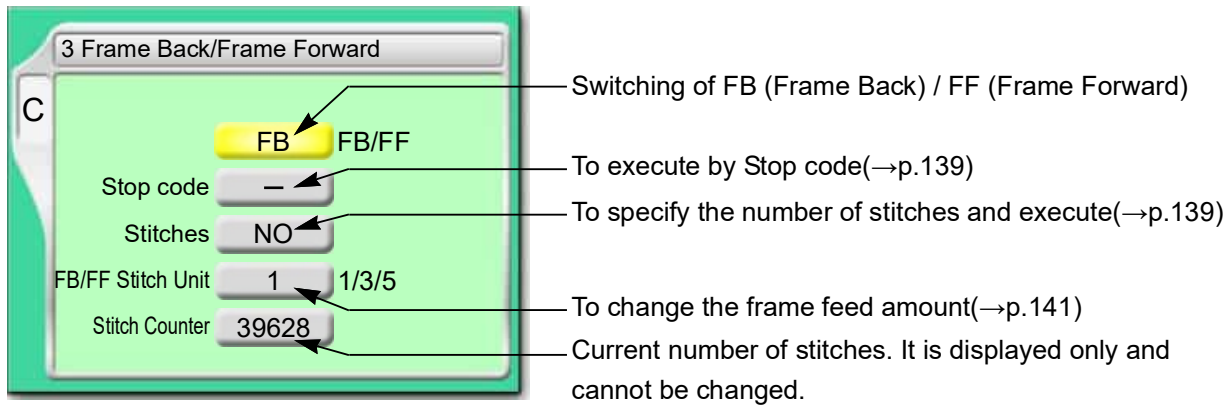 3 Frame Back/Frame Forward
C
FB FB/FF
Stop code –
Stitches NO
FB/FF Stitch Unit 1 1/3/5
Stitch Counter 39628
Switching of FB (Frame Back) / FF (Frame Forward)
To execute by Stop code(→p.139)
To specify the number of stitches and execute(→p.139)
To change the frame feed amount(→p.141)
Current number of stitches. It is displayed only and
cannot be changed.